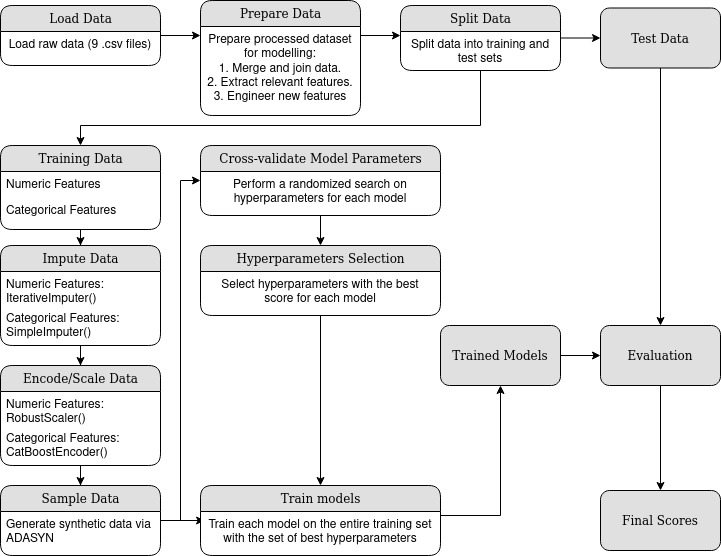 Load Data
Load raw data (9 .csv files)
Prepare Data
Prepare processed dataset
for modelling:
1. Merge and join data.
2. Extract relevant features.
3. Engineer new features
Split Data
Split data into training and
test sets
Test Data
Training Data
Numeric Features
Categorical Features
Impute Data
Numeric Features:
IterativeImputer()
Categorical Features:
SimpleImputer()
Encode/Scale Data
Numeric Features:
RobustScaler()
Categorical Features:
CatBoostEncoder()
Sample Data
Generate synthetic data via
ADASYN
Cross-validate Model Parameters
Perform a randomized search on
hyperparameters for each model
Hyperparameters Selection
Select hyperparameters with the best
score for each model
Train models
Train each model on the entire training set
with the set of best hyperparameters
Trained Models
Evaluation
Final Scores